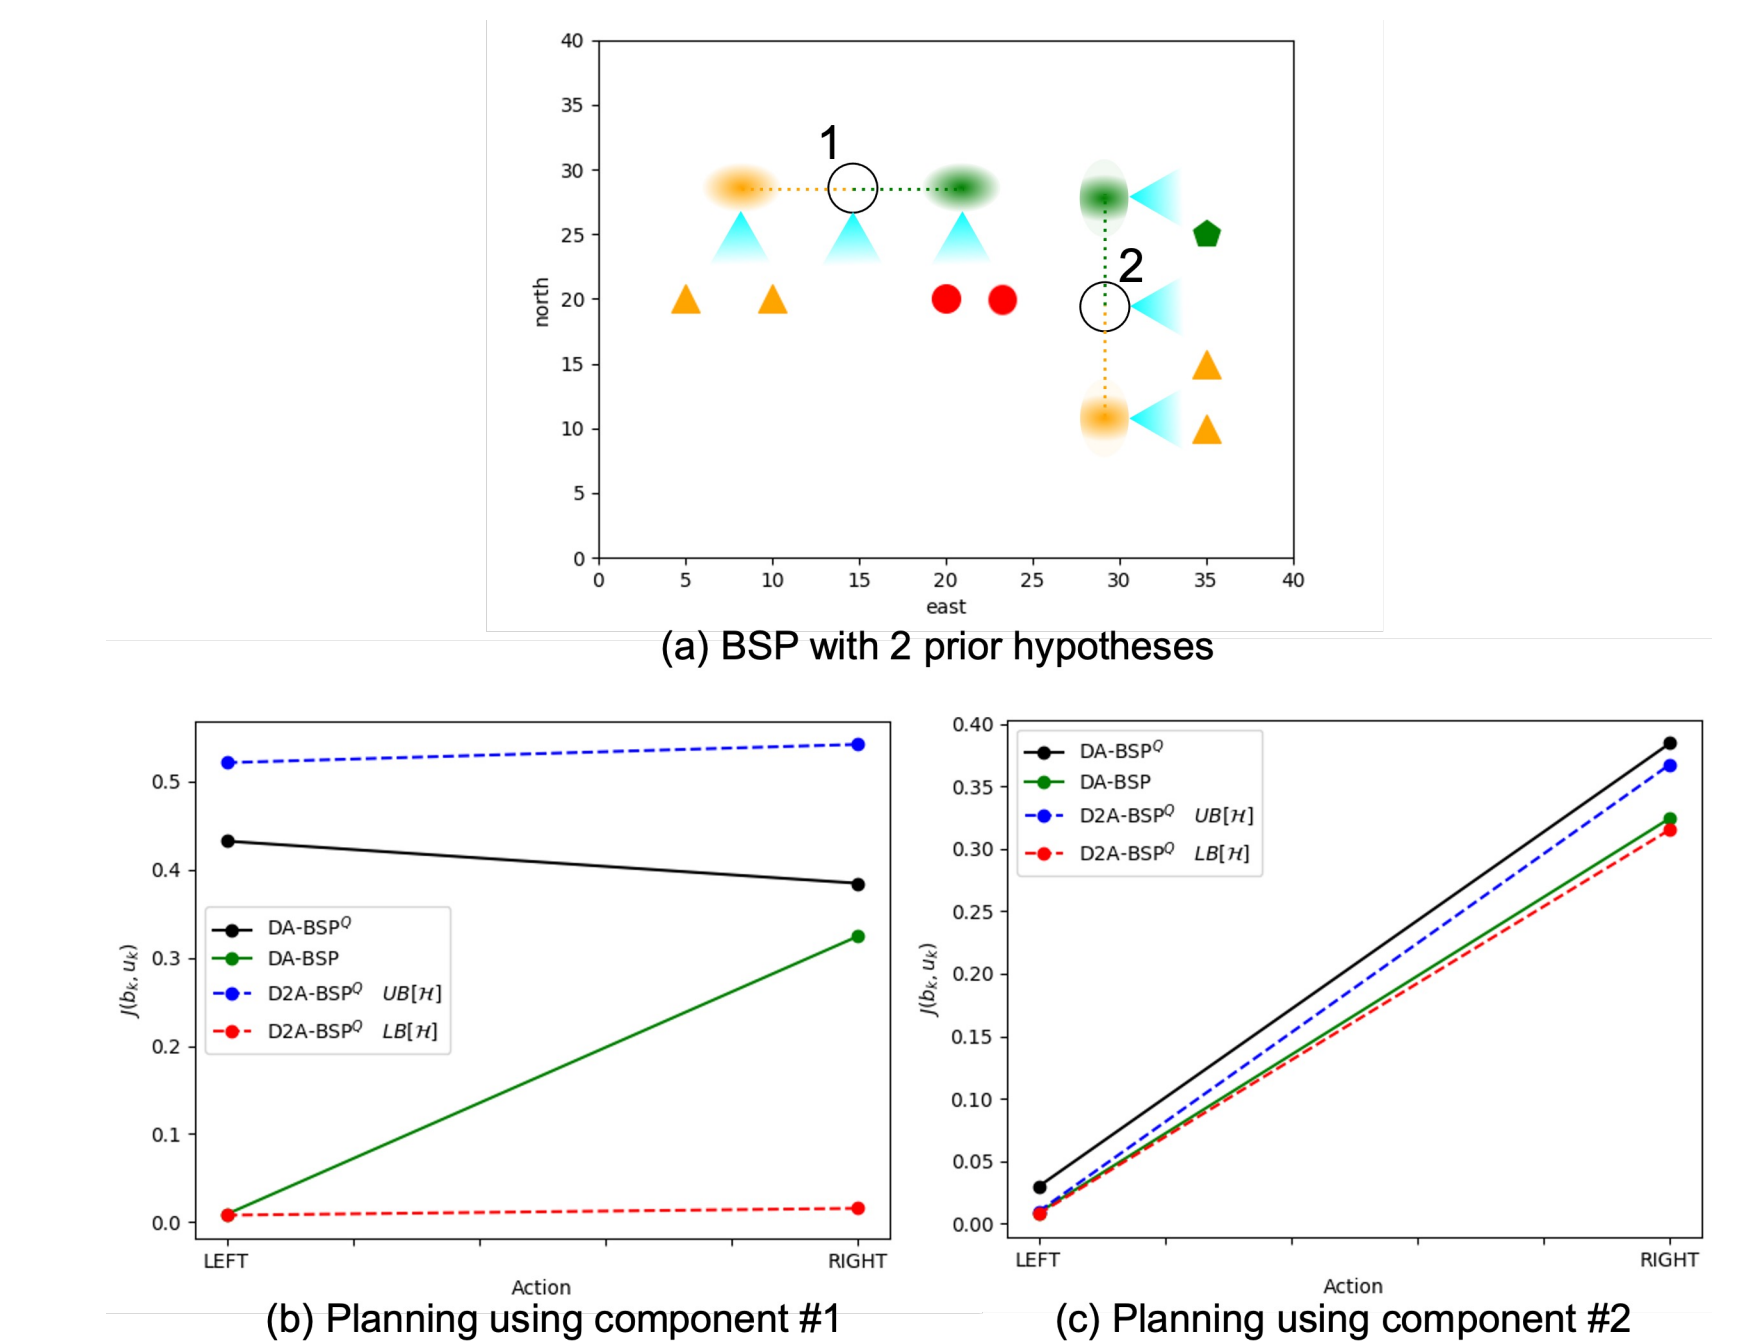 40
35
30
25
20
15
10
5
0
north
1
2
0 5 10 15 20 25 30 35 40
east
(a) BSP with 2 prior hypotheses
0.5
0.4
0.3
0.2
0.1
0.0
J(b_k, u_k)
DA-BSP^Q
DA-BSP
D2A-BSP^Q UB[ℋ]
D2A-BSP^Q LB[ℋ]
LEFT RIGHT
Action
(b) Planning using component #1
0.40
0.35
0.30
0.25
0.20
0.15
0.10
0.05
0.00
J(b_k, u_k)
DA-BSP^Q
DA-BSP
D2A-BSP^Q UB[ℋ]
D2A-BSP^Q LB[ℋ]
LEFT RIGHT
Action
(c) Planning using component #2